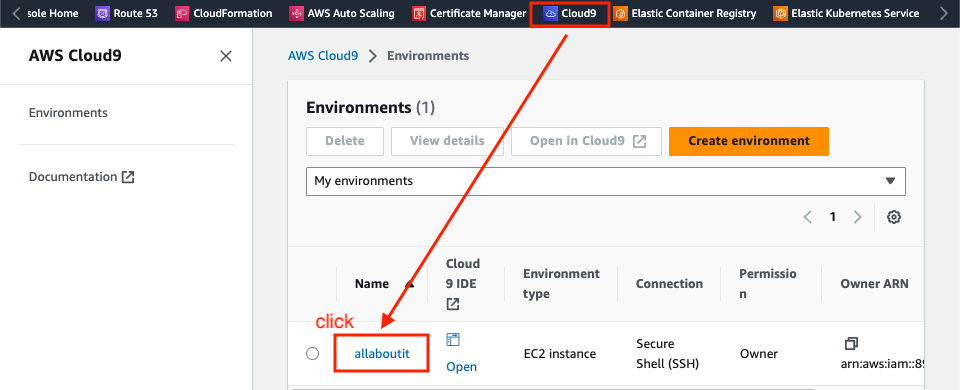 sole Home Route 53 CloudFormation AWS Auto Scaling Certificate Manager Cloud9 Elastic Container Registry Elastic Kubernetes Service
AWS Cloud9
Environments
Documentation
AWS Cloud9 Environments
Environments (1)
Delete View details Open in Cloud9 Create environment
My environments
1
Name
Cloud
9 IDE
Environment
type
Connection
Permissio
n
Owner ARN
click
allaboutit
Open
EC2 instance
Secure
Shell (SSH)
Owner
arn:aws:iam::89